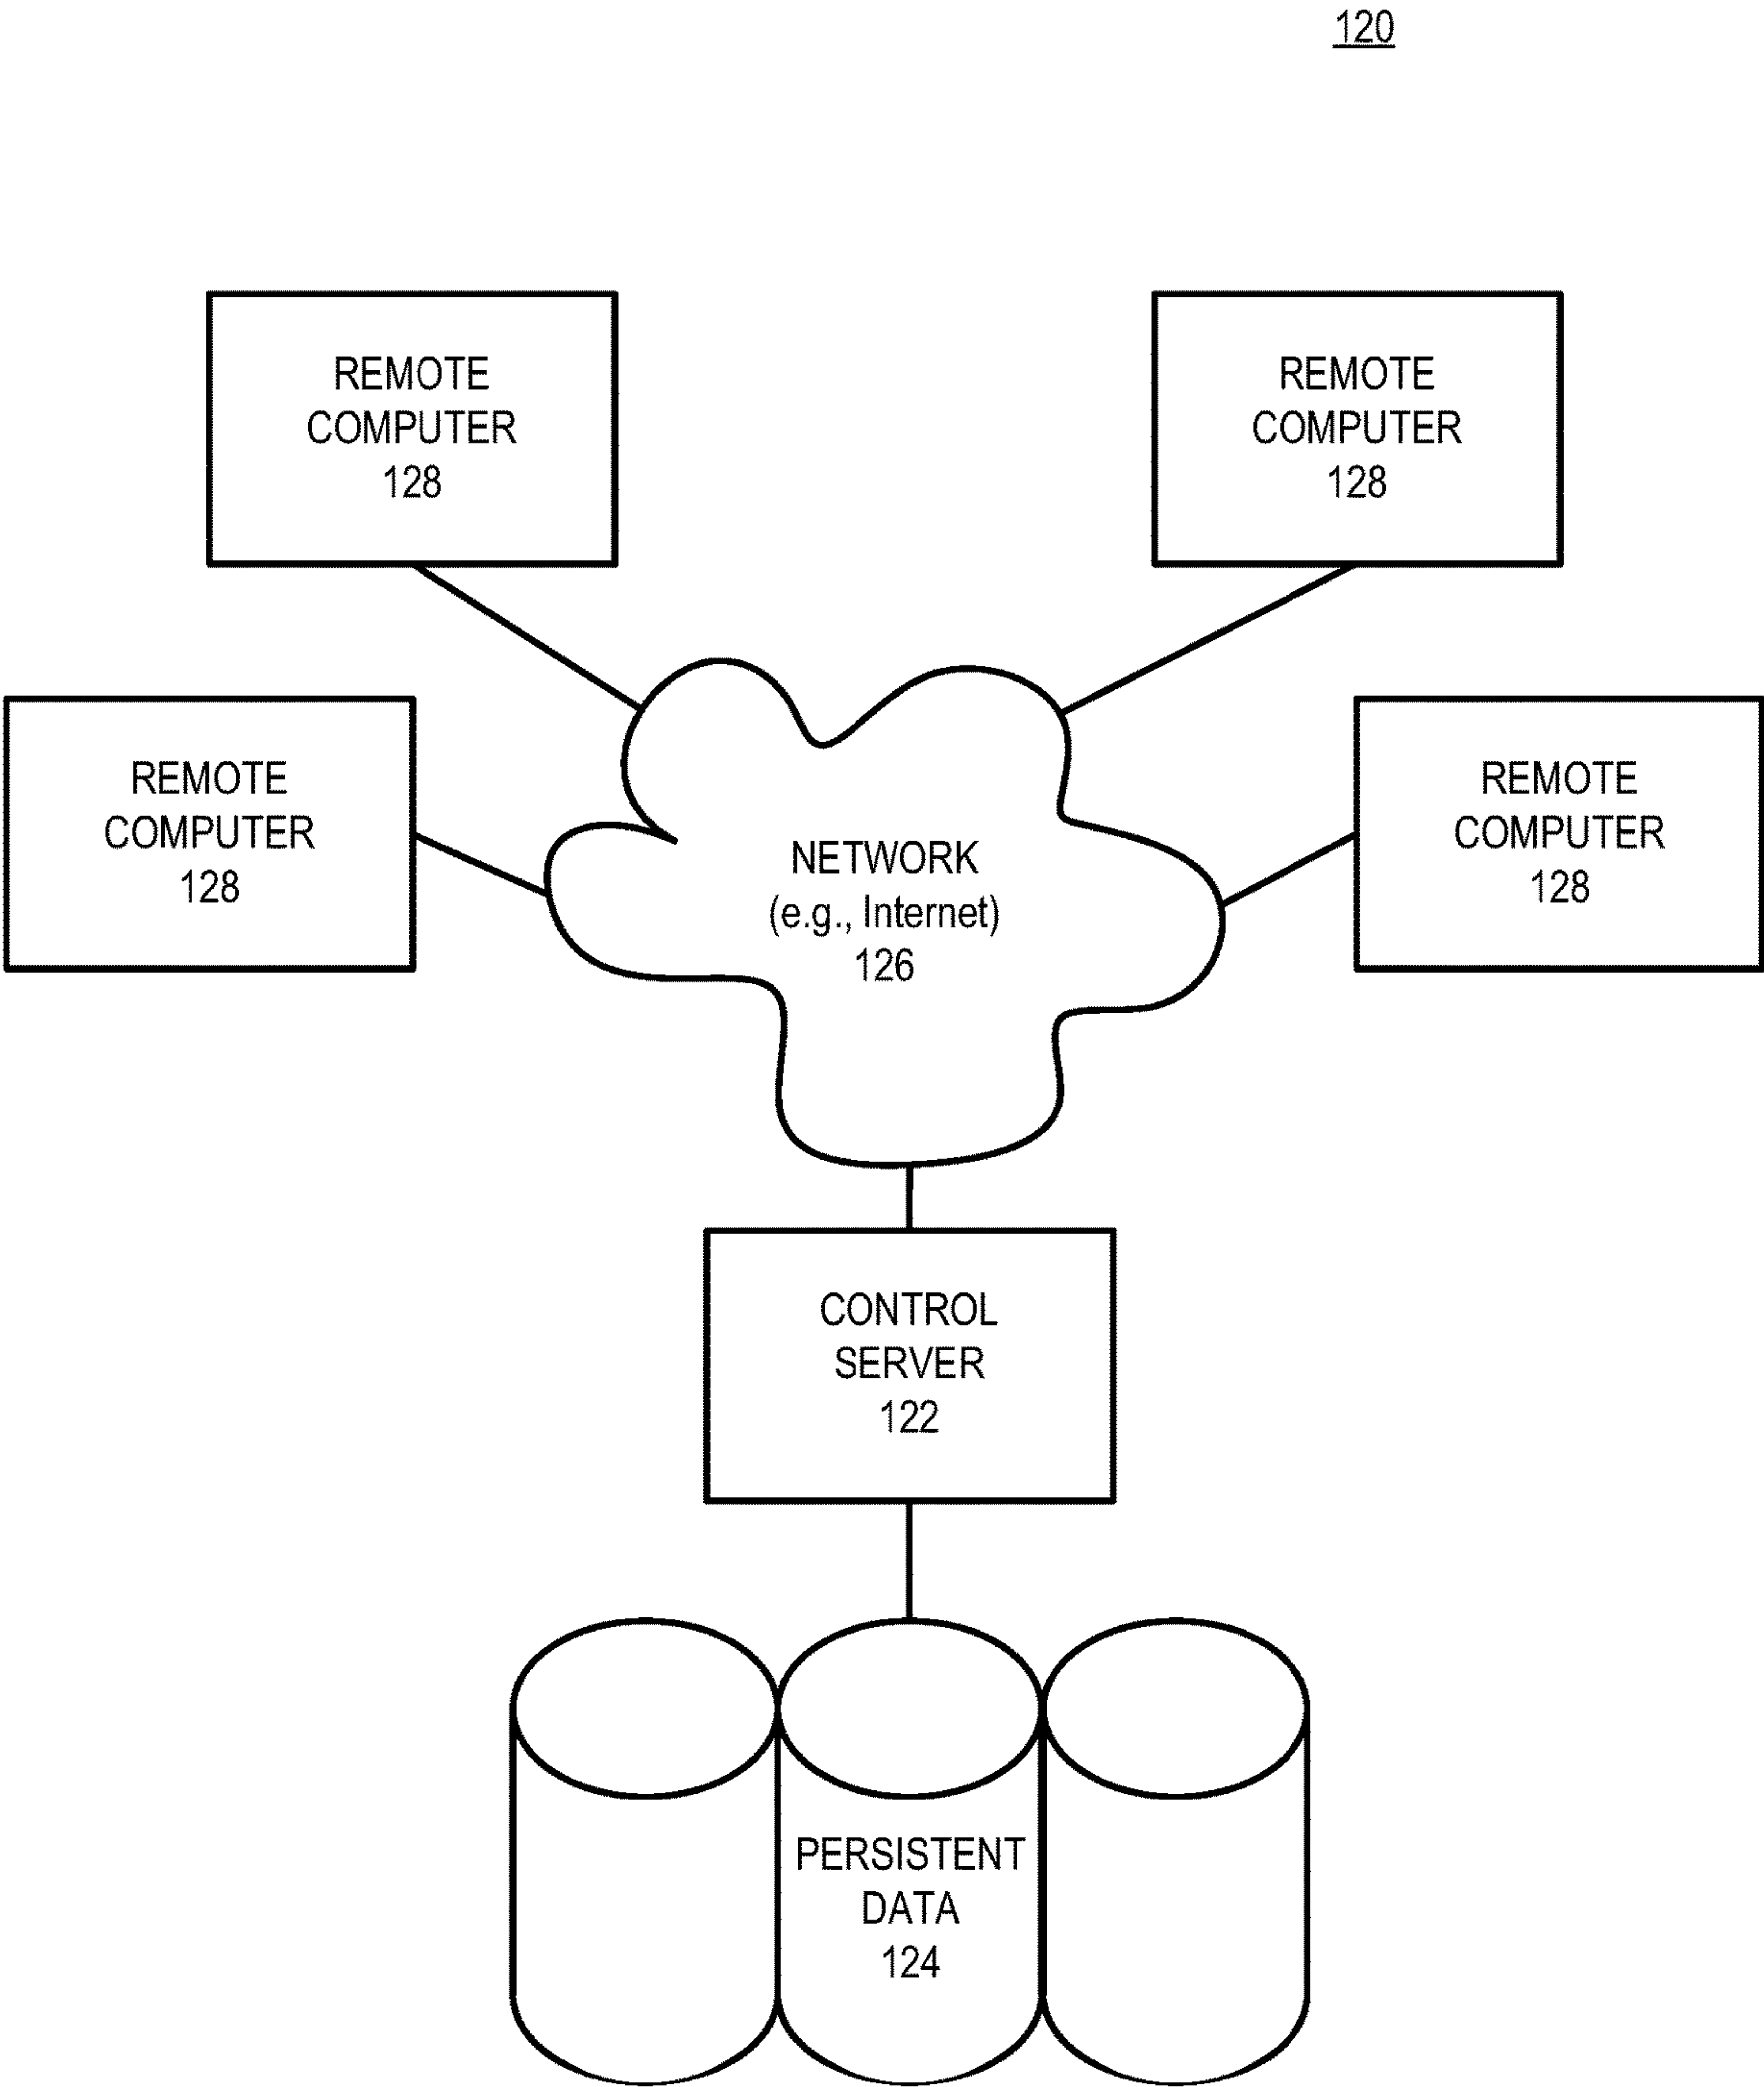 120
REMOTE
COMPUTER
128
REMOTE
COMPUTER
128
REMOTE
COMPUTER
128
NETWORK
(e.g., Internet)
126
REMOTE
COMPUTER
128
CONTROL
SERVER
122
PERSISTENT
DATA
124